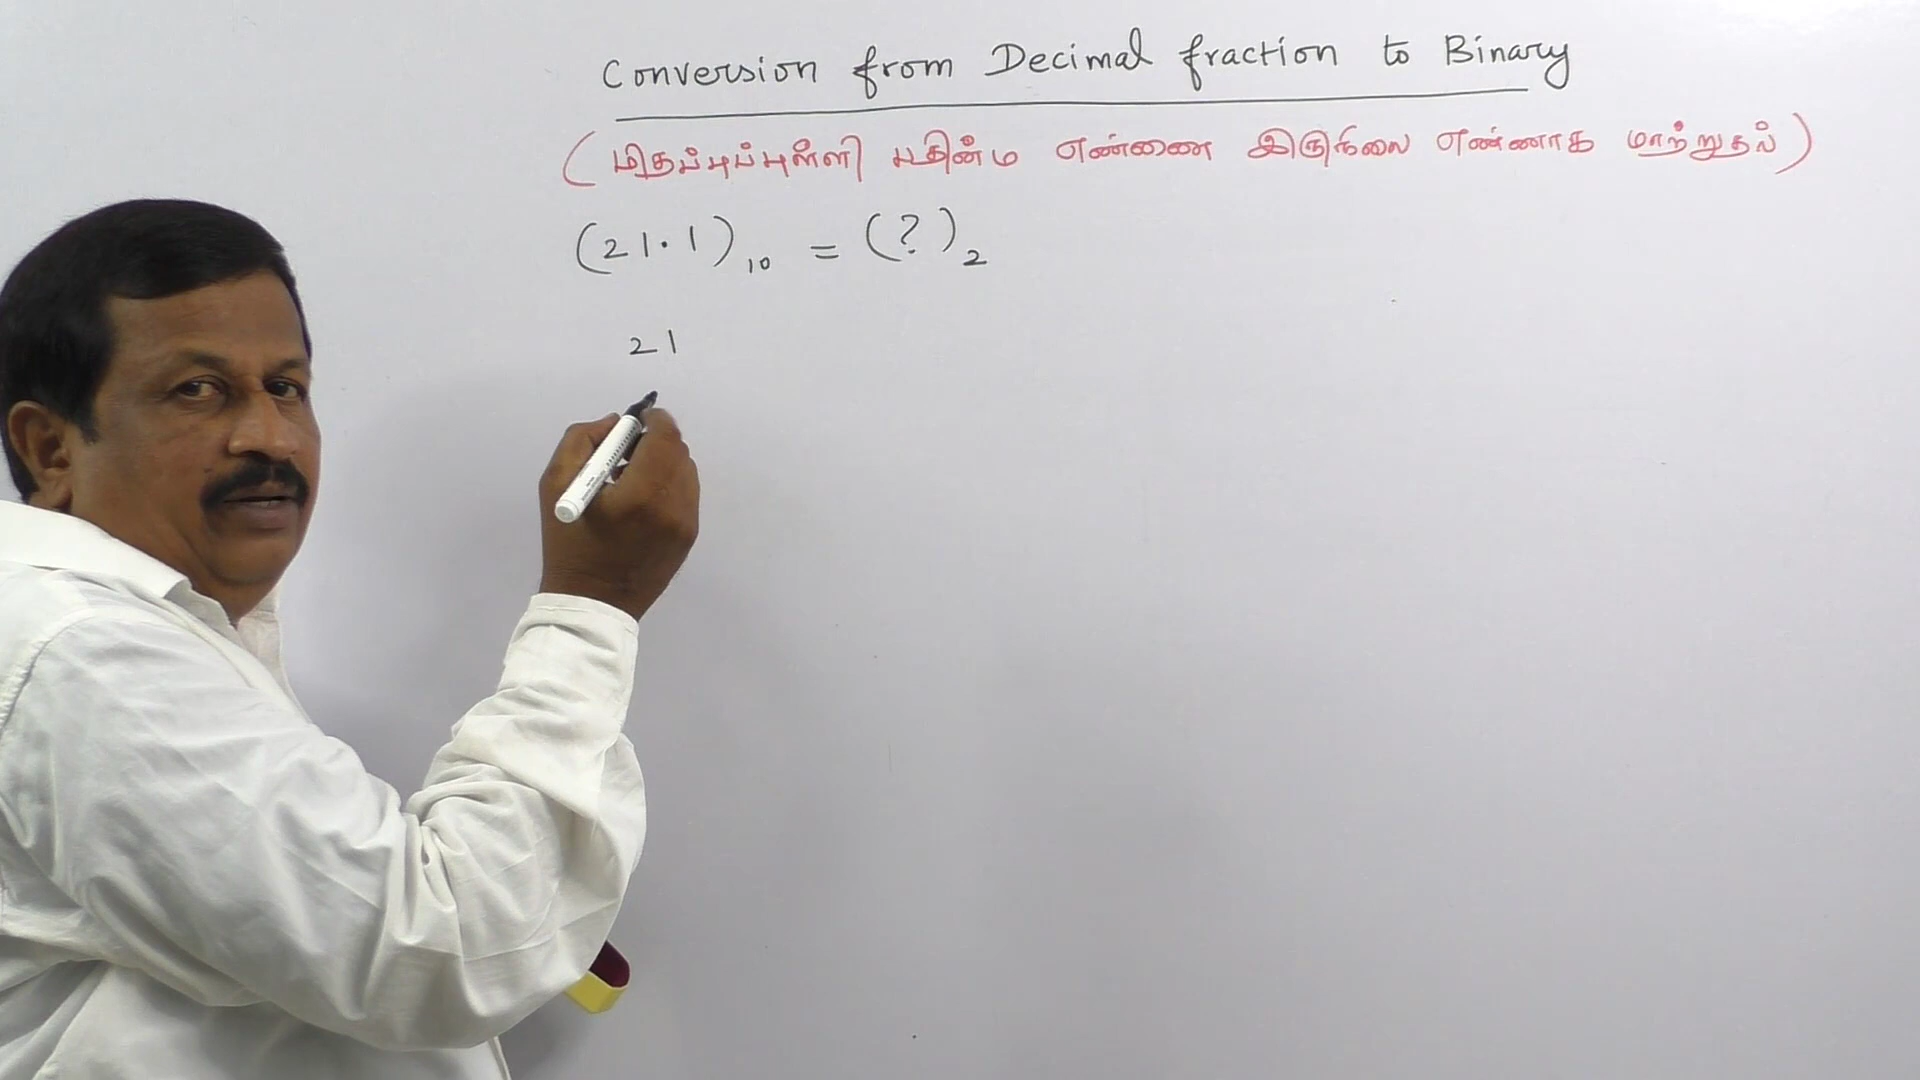 Conversion from Decimal fraction to Binary
(மிதப்புப்புள்ளி பதின்ம எண்ணை இருநிலை எண்ணாக மாற்றுதல்)
(21.1)10 = (?)2
21